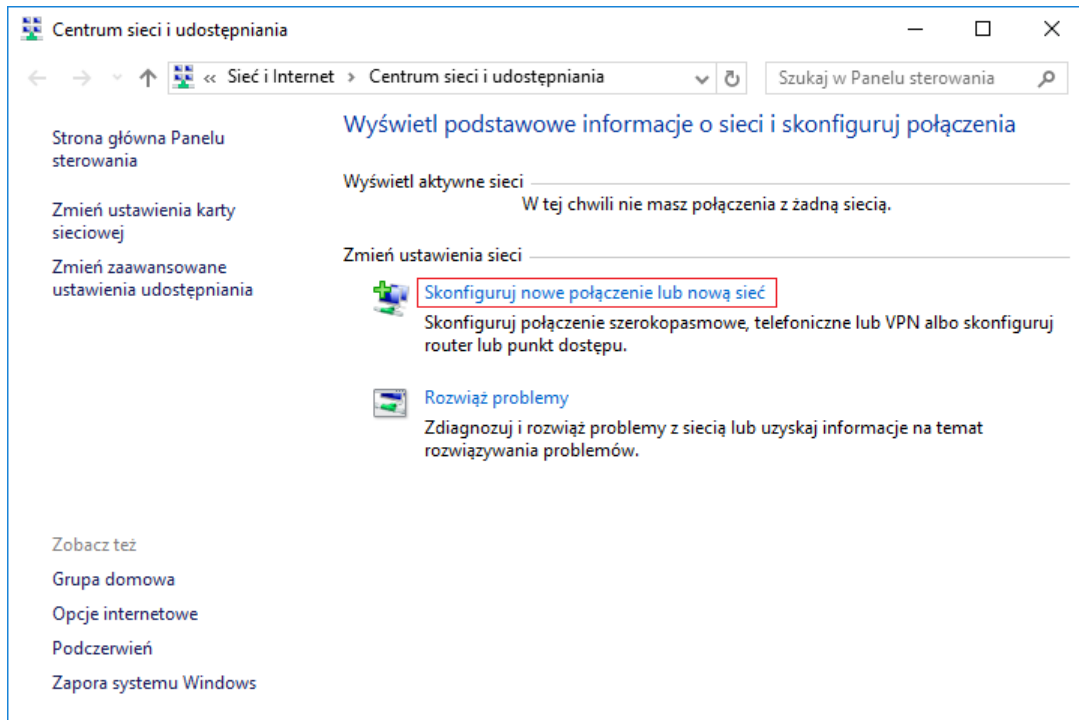 Centrum sieci i udostępniania
« Sieć i Internet › Centrum sieci i udostępniania
Szukaj w Panelu sterowania
Strona główna Panelu
sterowania
Zmień ustawienia karty
sieciowej
Zmień zaawansowane
ustawienia udostępniania
Wyświetl podstawowe informacje o sieci i skonfiguruj połączenia
Wyświetl aktywne sieci
W tej chwili nie masz połączenia z żadną siecią.
Zmień ustawienia sieci
Skonfiguruj nowe połączenie lub nową sieć
Skonfiguruj połączenie szerokopasmowe, telefoniczne lub VPN albo skonfiguruj
router lub punkt dostępu.
Rozwiąż problemy
Zdiagnozuj i rozwiąż problemy z siecią lub uzyskaj informacje na temat
rozwiązywania problemów.
Zobacz też
Grupa domowa
Opcje internetowe
Podczerwień
Zapora systemu Windows